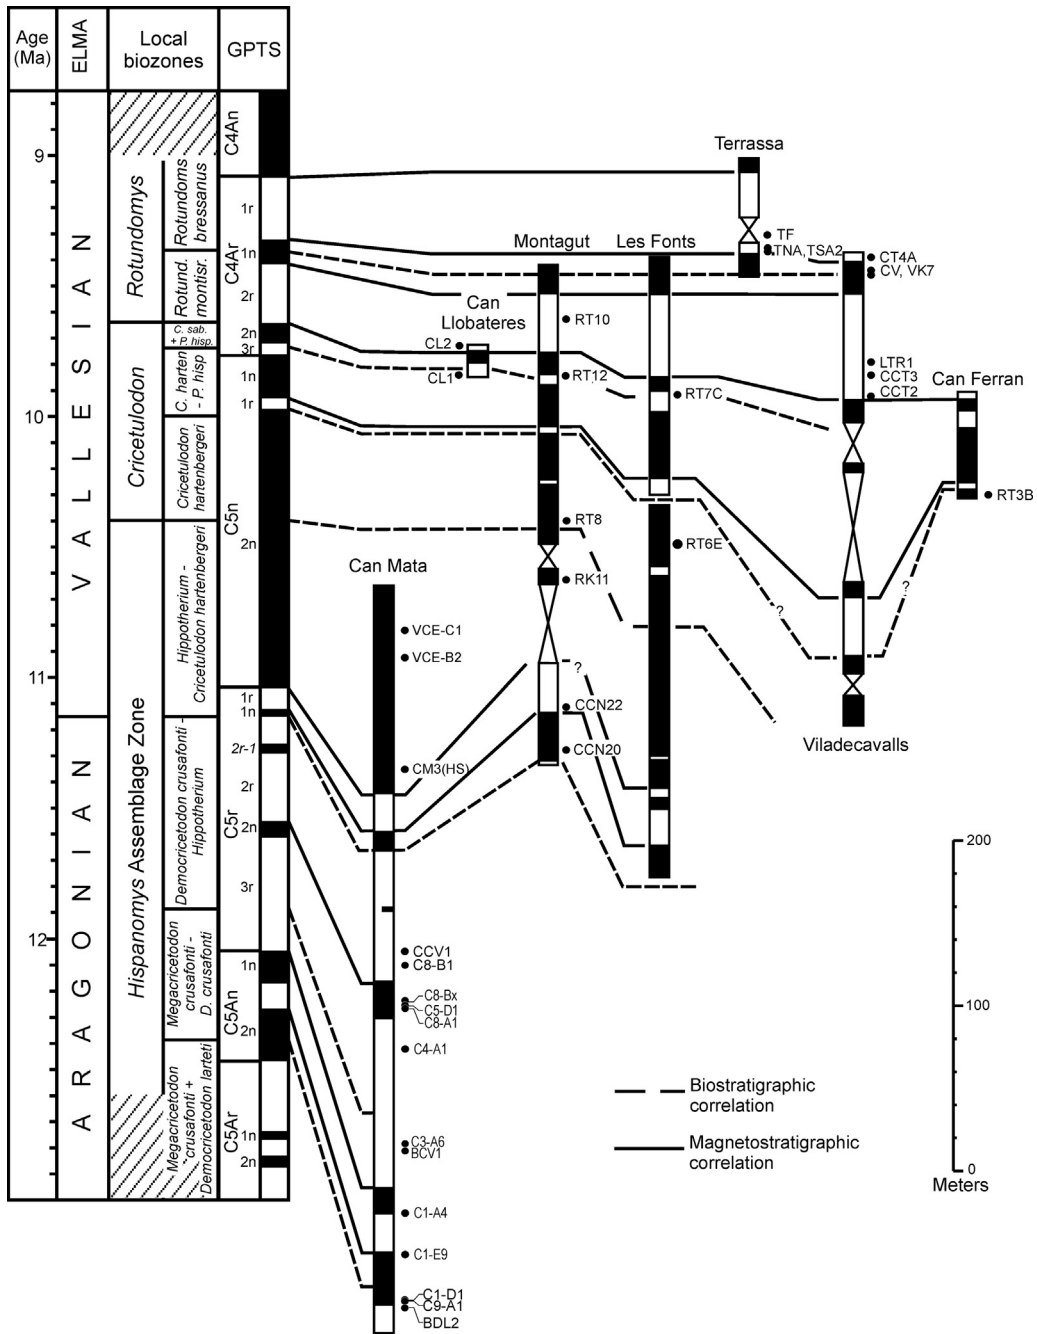 Age
(Ma)
ELMA
Local
biozones
GPTS
9
10
11
12
VALLESIAN
ARAGONIAN
Rotundomys
Cricetulodon
Hispanomys Assemblage Zone
Rotundoms
bressanus
Rotund.
montisr.
C. sab.
+ P. hisp.
C. harten
- P. hisp
Cricetulodon
hartenbergeri
Hippotherium -
Cricetulodon hartenbergeri
Democricetodon crusafonti -
Hippotherium
Megacricetodon
crusafonti -
D. crusafonti
Megacricetodon
crusafonti +
Democricetodon larteti
C4An
C4Ar
1r
1n
2r
2n
3r
C5n
1n
1r
2n
C5r
1r
1n
2r-1
2r
2n
3r
C5An
1n
2n
C5Ar
1n
2n
Terrassa
TF
TNA,TSA2
Montagut
Les Fonts
CT4A
CV, VK7
Can
Llobateres
RT10
CL2
CL1
RT12
RT7C
LTR1
CCT3
CCT2
Can Ferran
RT3B
RT8
RT6E
RK11
Can Mata
VCE-C1
VCE-B2
?
?
?
CCN22
CCN20
CM3(HS)
Viladecavalls
CCV1
C8-B1
C8-Bx
C5-D1
C8-A1
C4-A1
C3-A6
BCV1
C1-A4
C1-E9
C1-D1
C9-A1
BDL2
Biostratigraphic
correlation
Magnetostratigraphic
correlation
200
100
0
Meters